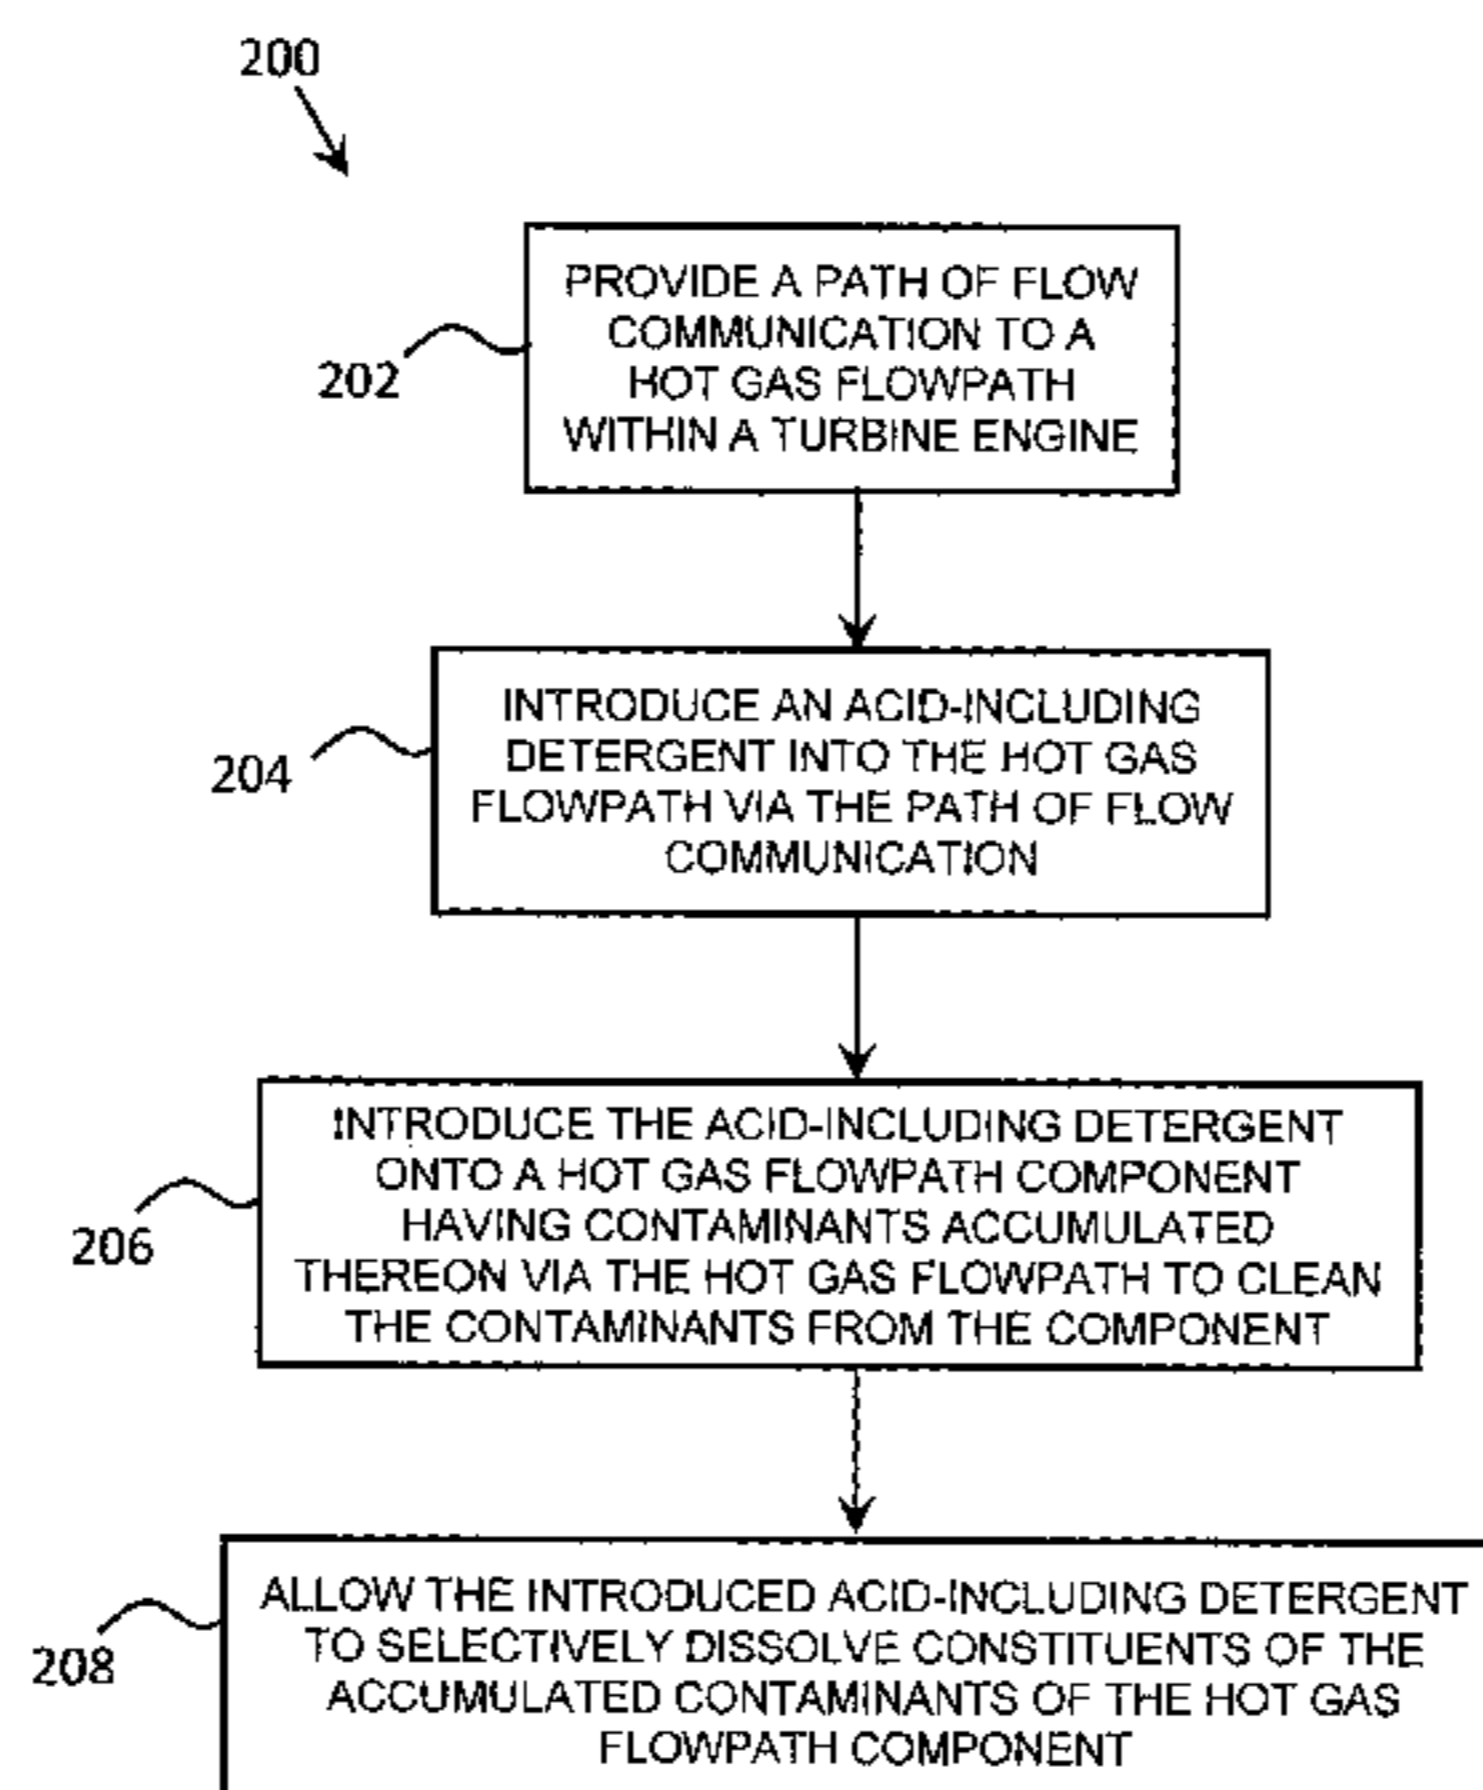 200
PROVIDE A PATH OF FLOW
COMMUNICATION TO A
HOT GAS FLOWPATH
WITHIN A TURBINE ENGINE
202
INTRODUCE AN ACID-INCLUDING
DETERGENT INTO THE HOT GAS
FLOWPATH VIA THE PATH OF FLOW
COMMUNICATION
204
INTRODUCE THE ACID-INCLUDING DETERGENT
ONTO A HOT GAS FLOWPATH COMPONENT
HAVING CONTAMINANTS ACCUMULATED
THEREON VIA THE HOT GAS FLOWPATH TO CLEAN
THE CONTAMINANTS FROM THE COMPONENT
206
ALLOW THE INTRODUCED ACID-INCLUDING DETERGENT
TO SELECTIVELY DISSOLVE CONSTITUENTS OF THE
ACCUMULATED CONTAMINANTS OF THE HOT GAS
FLOWPATH COMPONENT
208